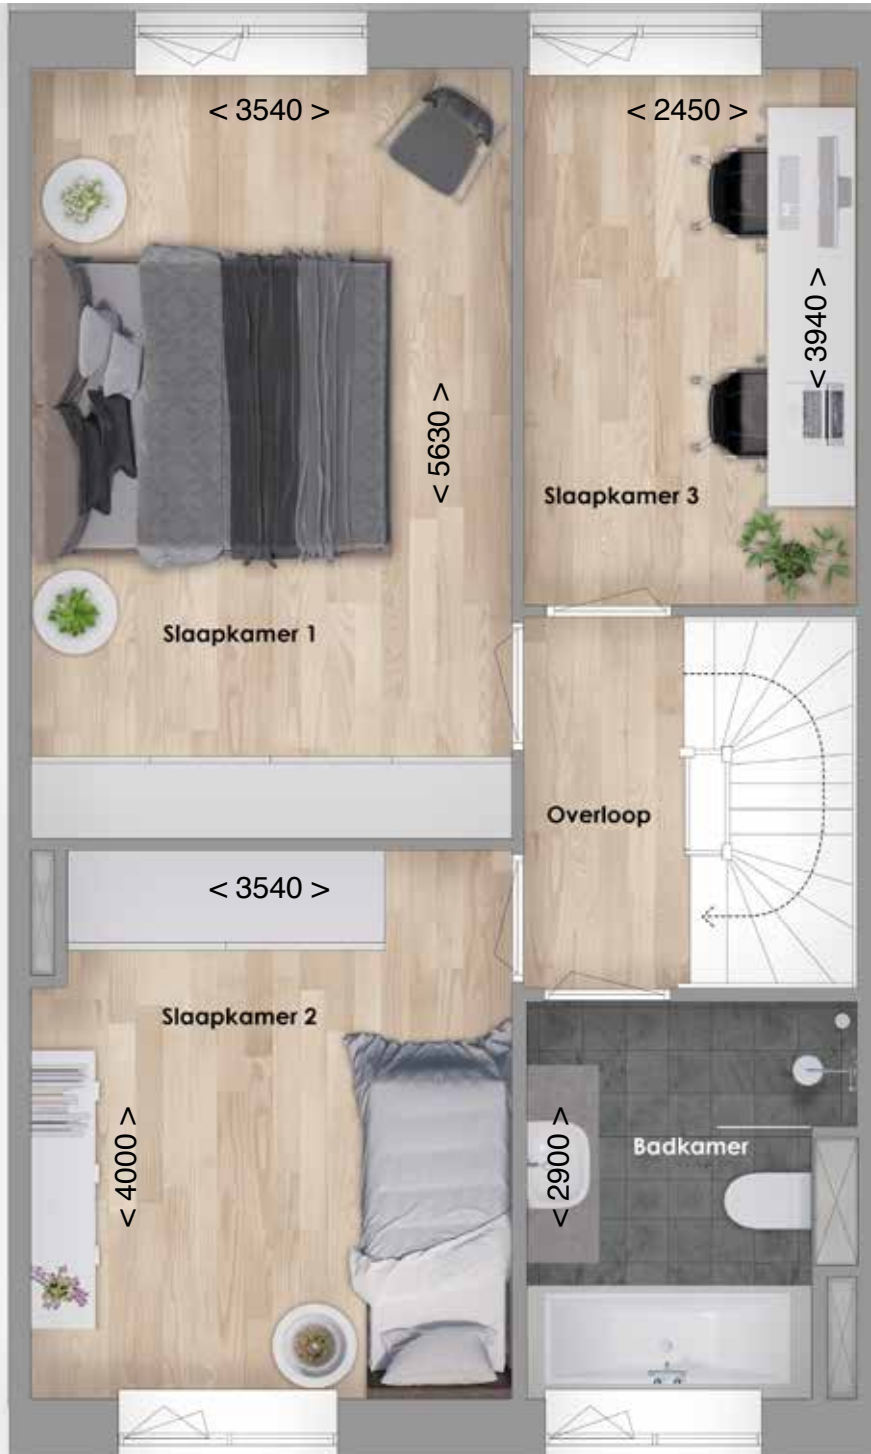 < 3540 >
< 2450 >
< 3940 >
< 5630 >
Slaapkamer 3
Slaapkamer 1
Overloop
< 3540 >
Slaapkamer 2
< 4000 >
< 2900 >
Badkamer